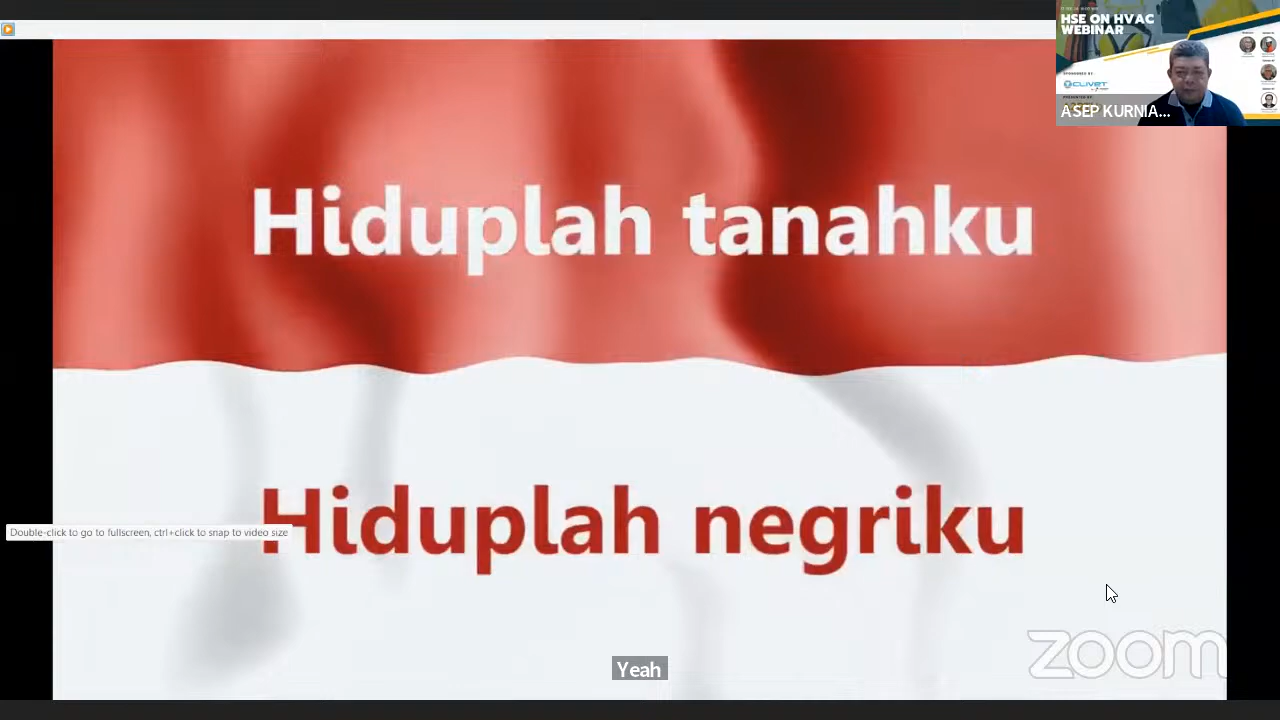 HSE ON HVAC
WEBINAR
CLIVET
ASEP KURNIA...
Hiduplah tanahku
Hiduplah negriku
Double-click to go to fullscreen, ctrl+click to snap to video size
Yeah
zoom